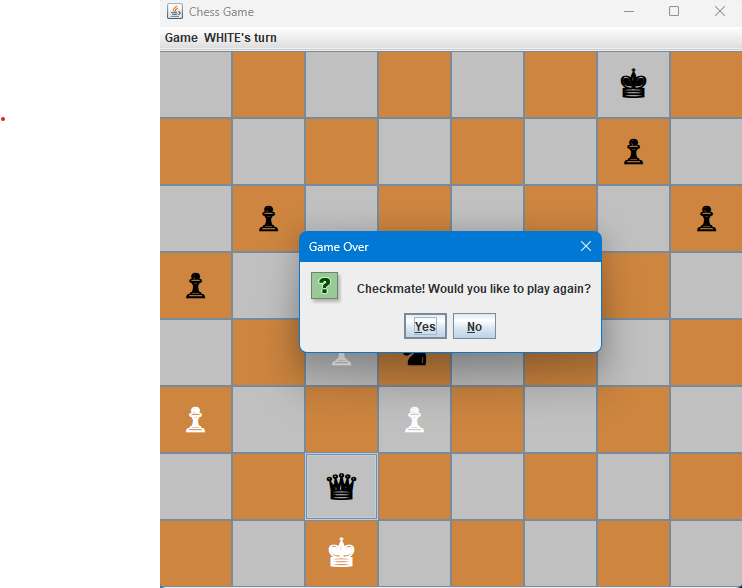 Chess Game
Game WHITE's turn
Game Over
?
Checkmate! Would you like to play again?
Yes
No